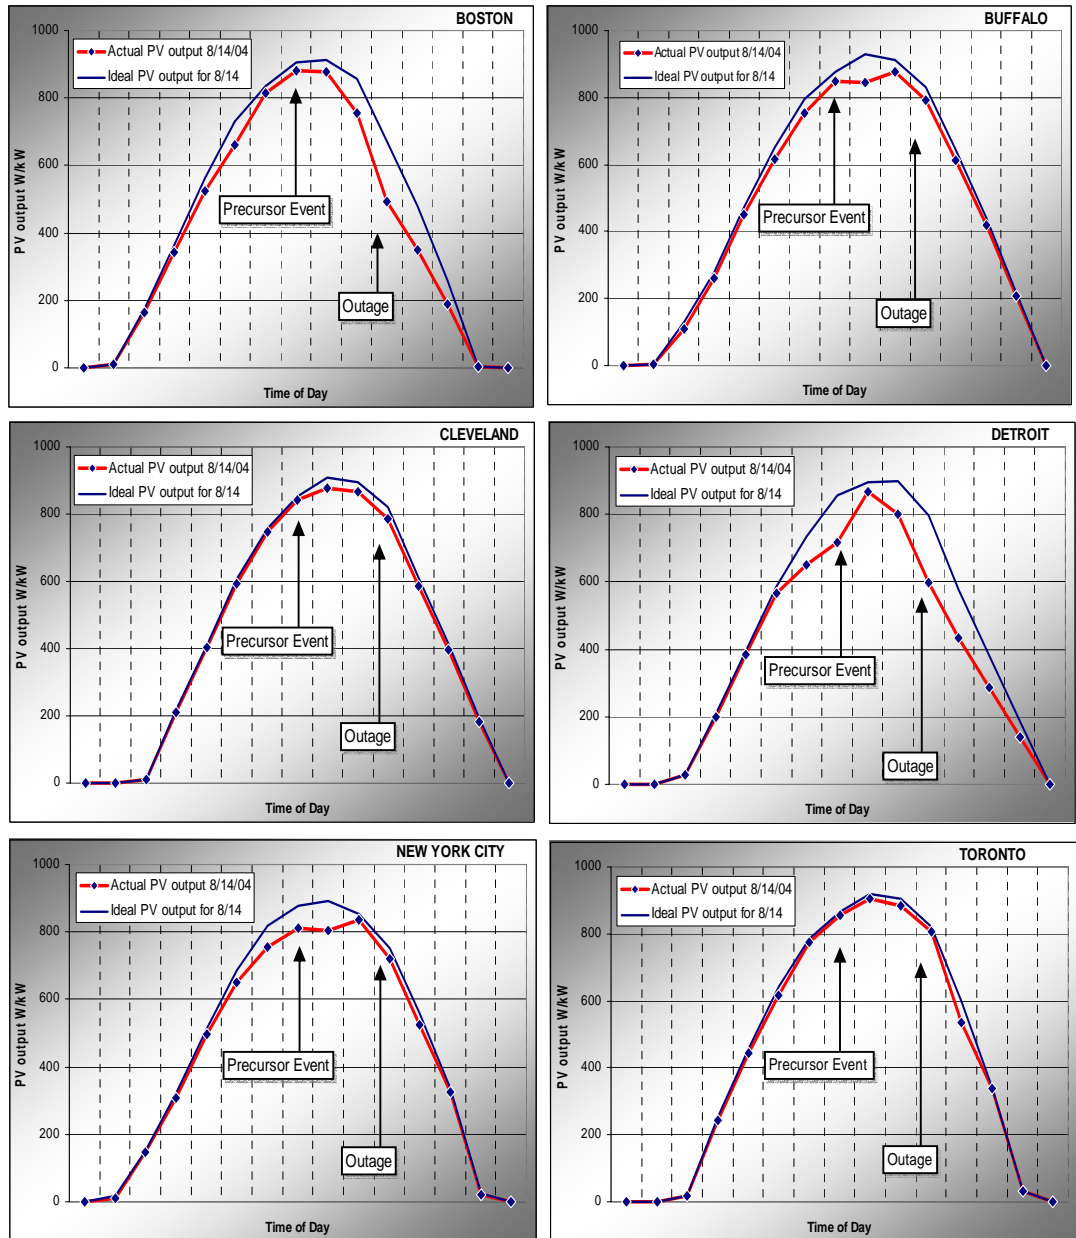 BOSTON
1000
Actual PV output 8/14/04
Ideal PV output for 8/14
800
600
400
200
0
PV output W/kW
Precursor Event
Outage
Time of Day
BUFFALO
1000
Actual PV output 8/14/04
Ideal PV output for 8/14
800
600
400
200
0
PV output W/kW
Precursor Event
Outage
Time of Day
CLEVELAND
1000
Actual PV output 8/14/04
Ideal PV output for 8/14
800
600
400
200
0
PV output W/kW
Precursor Event
Outage
Time of Day
DETROIT
1000
Actual PV output 8/14/04
Ideal PV output for 8/14
800
600
400
200
0
PV output W/kW
Precursor Event
Outage
Time of Day
NEW YORK CITY
1000
Actual PV output 8/14/04
Ideal PV output for 8/14
800
600
400
200
0
PV output W/kW
Precursor Event
Outage
Time of Day
TORONTO
1000
Actual PV output 8/14/04
Ideal PV output for 8/14
800
600
400
200
0
PV output W/kW
Precursor Event
Outage
Time of Day